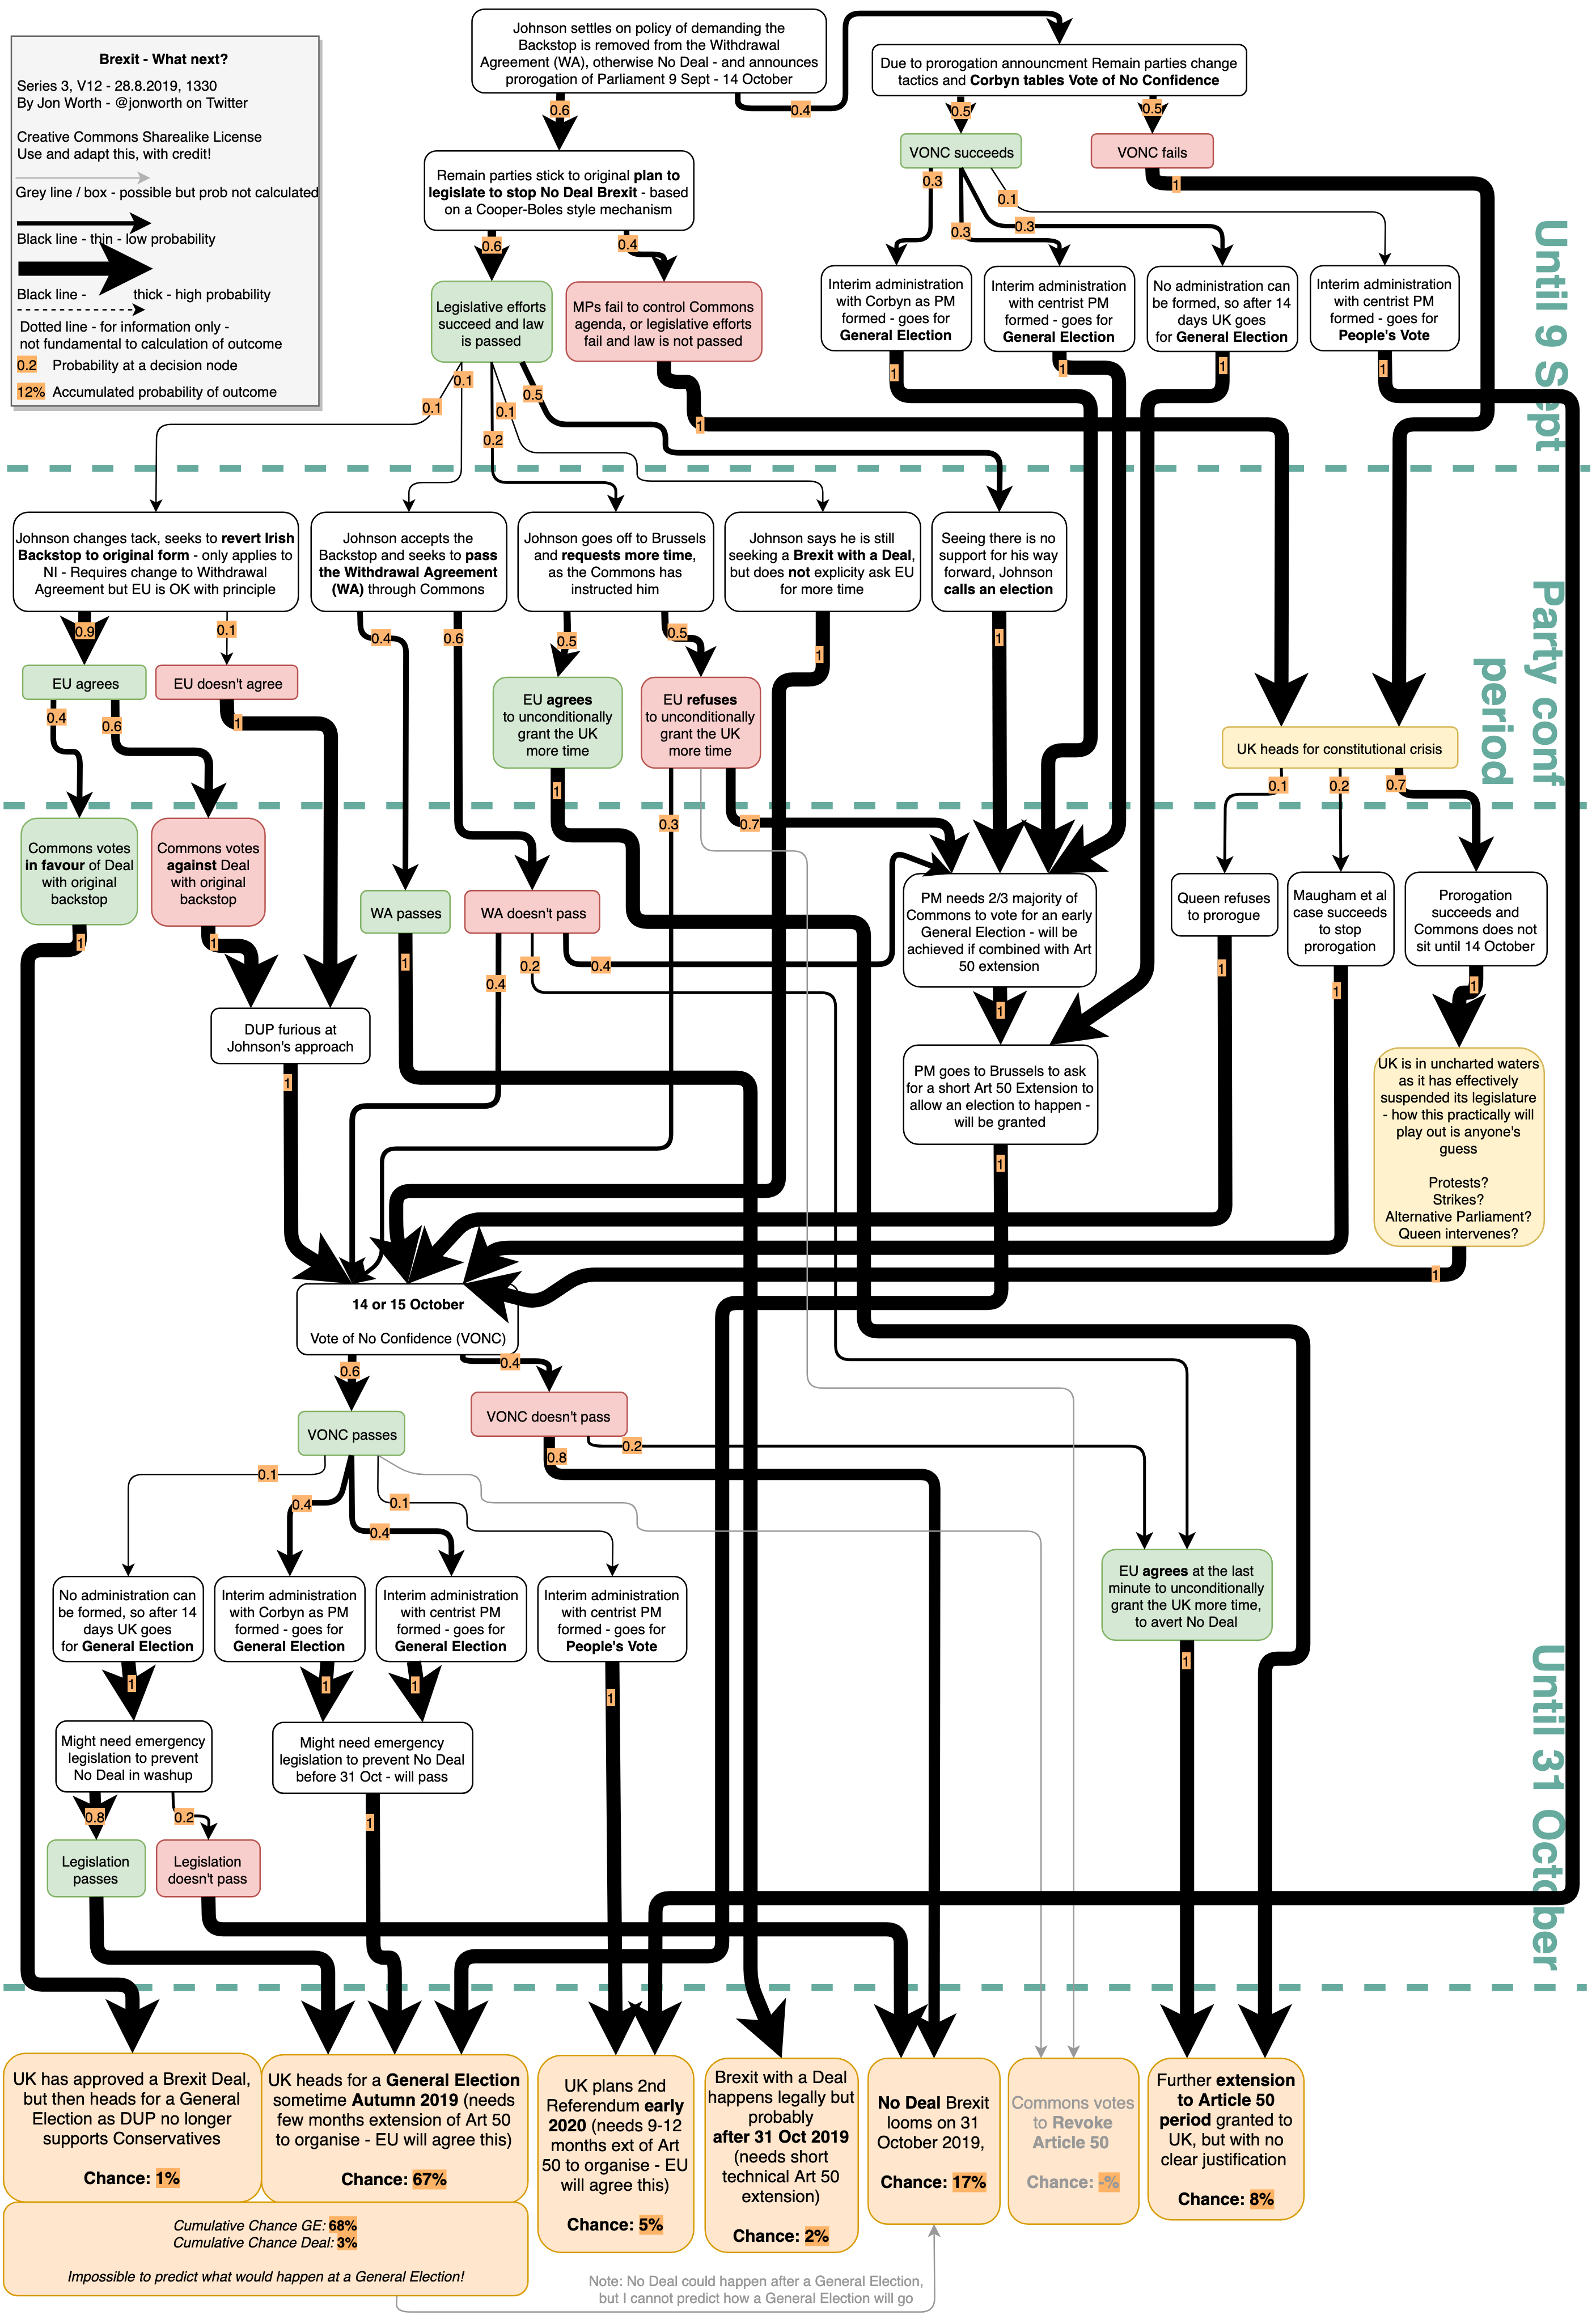 Brexit - What next?
Series 3, V12 - 28.8.2019, 1330
By Jon Worth - @jonworth on Twitter
Creative Commons Sharealike License
Use and adapt this, with credit!
Grey line / box - possible but prob not calculated
Black line - thin - low probability
Black line - thick - high probability
Dotted line - for information only -
not fundamental to calculation of outcome
0.2 Probability at a decision node
12% Accumulated probability of outcome
Johnson settles on policy of demanding the
Backstop is removed from the Withdrawal
Agreement (WA), otherwise No Deal - and announces
prorogation of Parliament 9 Sept - 14 October
0.6
0.4
Due to prorogation announcment Remain parties change
tactics and Corbyn tables Vote of No Confidence
0.5
0.5
VONC succeeds
VONC fails
0.3
0.3
0.3
0.1
1
Remain parties stick to original plan to
legislate to stop No Deal Brexit - based
on a Cooper-Boles style mechanism
0.6
0.4
Legislative efforts
succeed and law
is passed
MPs fail to control Commons
agenda, or legislative efforts
fail and law is not passed
Interim administration
with Corbyn as PM
formed - goes for
General Election
Interim administration
with centrist PM
formed - goes for
General Election
No administration can
be formed, so after 14
days UK goes
for General Election
Interim administration
with centrist PM
formed - goes for
People's Vote
1
1
1
1
Until 9 Sept
0.1
0.1
0.2
0.1
0.5
1
Johnson changes tack, seeks to revert Irish
Backstop to original form - only applies to
NI - Requires change to Withdrawal
Agreement but EU is OK with principle
Johnson accepts the
Backstop and seeks to pass
the Withdrawal Agreement
(WA) through Commons
Johnson goes off to Brussels
and requests more time,
as the Commons has
instructed him
Johnson says he is still
seeking a Brexit with a Deal,
but does not explicity ask EU
for more time
Seeing there is no
support for his way
forward, Johnson
calls an election
0.9
0.1
0.4
0.6
0.5
0.5
1
1
Party conf
period
EU agrees
EU doesn't agree
EU agrees
to unconditionally
grant the UK
more time
EU refuses
to unconditionally
grant the UK
more time
UK heads for constitutional crisis
0.4
0.6
1
1
0.3
0.7
0.1
0.2
0.7
Commons votes
in favour of Deal
with original
backstop
Commons votes
against Deal
with original
backstop
WA passes
WA doesn't pass
PM needs 2/3 majority of
Commons to vote for an early
General Election - will be
achieved if combined with Art
50 extension
Queen refuses
to prorogue
Maugham et al
case succeeds
to stop
prorogation
Prorogation
succeeds and
Commons does not
sit until 14 October
1
1
1
0.4
0.2
0.4
1
1
1
1
DUP furious at
Johnson's approach
1
PM goes to Brussels to ask
for a short Art 50 Extension to
allow an election to happen -
will be granted
1
UK is in uncharted waters
as it has effectively
suspended its legislature
- how this practically will
play out is anyone's
guess
Protests?
Strikes?
Alternative Parliament?
Queen intervenes?
1
14 or 15 October
Vote of No Confidence (VONC)
0.6
0.4
VONC passes
VONC doesn't pass
0.8
0.2
0.1
0.4
0.4
0.1
No administration can
be formed, so after 14
days UK goes
for General Election
Interim administration
with Corbyn as PM
formed - goes for
General Election
Interim administration
with centrist PM
formed - goes for
General Election
Interim administration
with centrist PM
formed - goes for
People's Vote
EU agrees at the last
minute to unconditionally
grant the UK more time,
to avert No Deal
1
1
1
1
1
Until 31 October
Might need emergency
legislation to prevent
No Deal in washup
Might need emergency
legislation to prevent No Deal
before 31 Oct - will pass
0.8
0.2
1
Legislation
passes
Legislation
doesn't pass
UK has approved a Brexit Deal,
but then heads for a General
Election as DUP no longer
supports Conservatives
Chance: 1%
UK heads for a General Election
sometime Autumn 2019 (needs
few months extension of Art 50
to organise - EU will agree this)
Chance: 67%
UK plans 2nd
Referendum early
2020 (needs 9-12
months ext of Art
50 to organise - EU
will agree this)
Chance: 5%
Brexit with a Deal
happens legally but
probably
after 31 Oct 2019
(needs short
technical Art 50
extension)
Chance: 2%
No Deal Brexit
looms on 31
October 2019,
Chance: 17%
Commons votes
to Revoke
Article 50
Chance: -%
Further extension
to Article 50
period granted to
UK, but with no
clear justification
Chance: 8%
Cumulative Chance GE: 68%
Cumulative Chance Deal: 3%
Impossible to predict what would happen at a General Election!
Note: No Deal could happen after a General Election,
but I cannot predict how a General Election will go